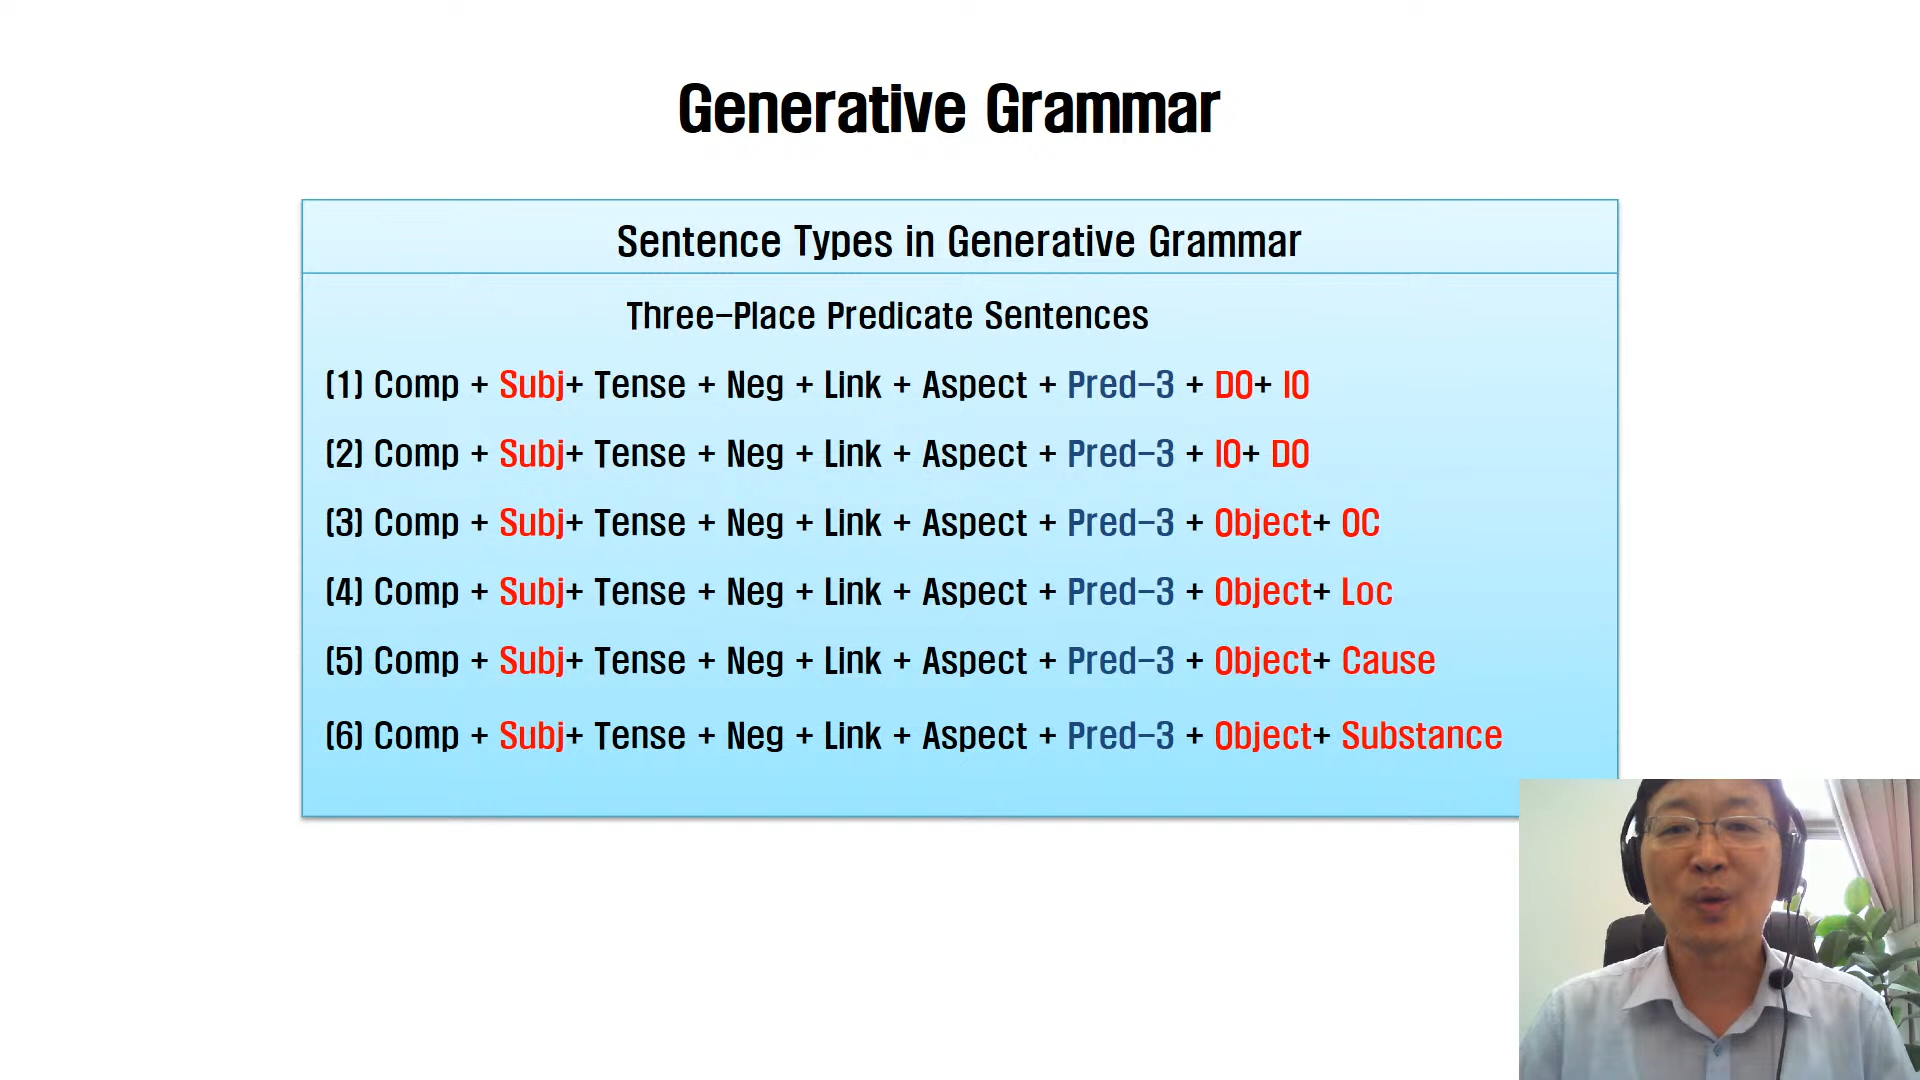 Generative Grammar
Sentence Types in Generative Grammar
Three-Place Predicate Sentences
(1) Comp + Subj+ Tense + Neg + Link + Aspect + Pred-3 + DO+ IO
(2) Comp + Subj+ Tense + Neg + Link + Aspect + Pred-3 + IO+ DO
(3) Comp + Subj+ Tense + Neg + Link + Aspect + Pred-3 + Object+ OC
(4) Comp + Subj+ Tense + Neg + Link + Aspect + Pred-3 + Object+ Loc
(5) Comp + Subj+ Tense + Neg + Link + Aspect + Pred-3 + Object+ Cause
(6) Comp + Subj+ Tense + Neg + Link + Aspect + Pred-3 + Object+ Substance